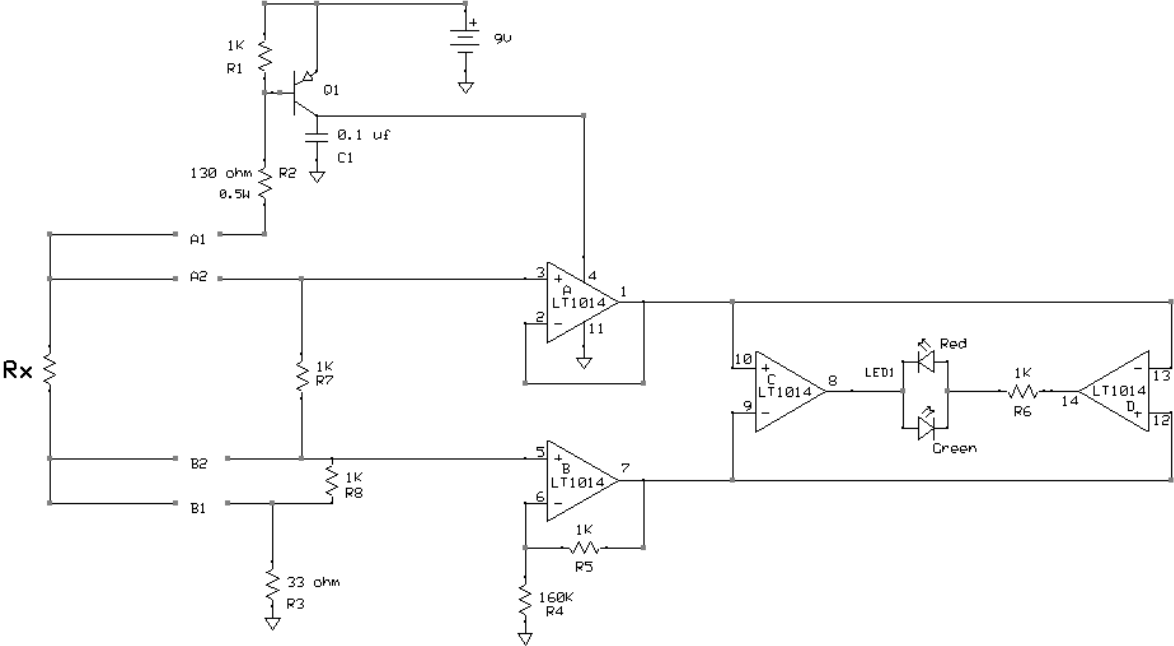 +
9V
1K
R1
Q1
0.1 uf
C1
130 ohm R2
0.5W
A1
A2
3 + 4
A 1
LT1014
2 - 11
Rx
1K
R7
10 + 
C
LT1014 8
9 -
LED1 Red
Green
1K
R6
- 13
LT1014
14 D + 12
B2
5 +
B 7
LT1014
6 -
1K
R8
B1
1K
R5
33 ohm
R3
160K
R4